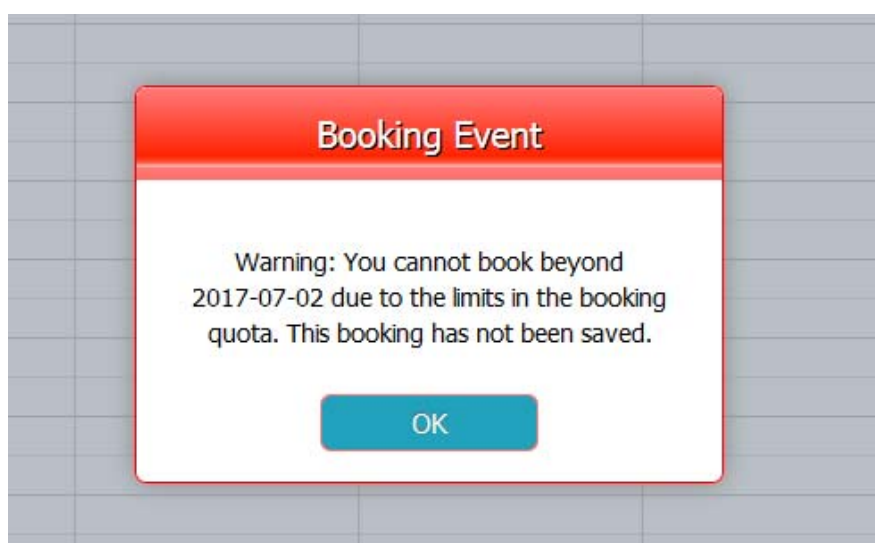 Booking Event
Warning: You cannot book beyond
2017-07-02 due to the limits in the booking
quota. This booking has not been saved.
OK